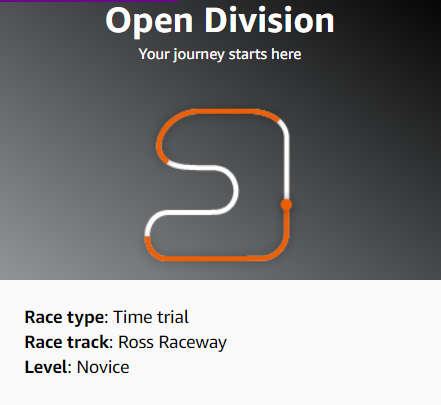 Open Division
Your journey starts here
Race type: Time trial
Race track: Ross Raceway
Level: Novice